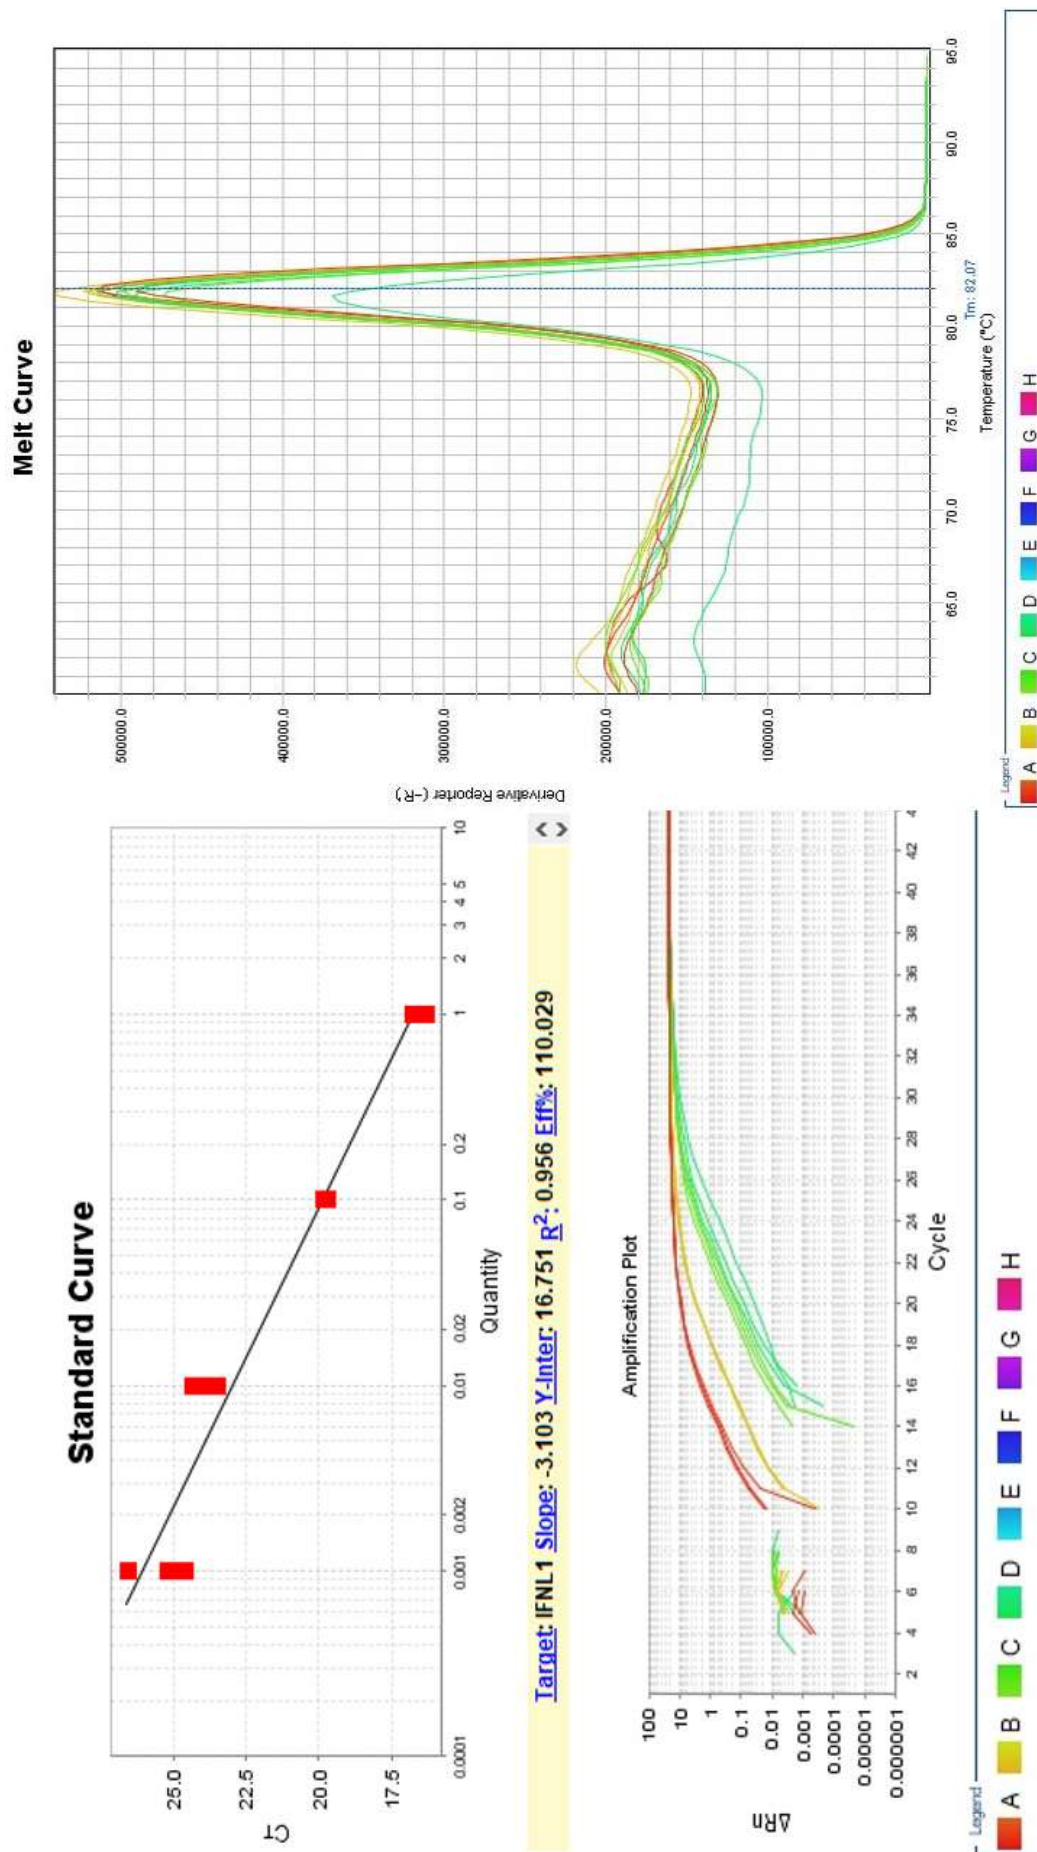 Standard Curve
CT
25.0
22.5
20.0
17.5
0.0001 0.001 0.002 0.01 0.02 0.1 0.2 1 2 3 4 5 10
Quantity
Target: IFNL1 Slope: -3.103 Y-Inter: 16.751 R2: 0.956 Eff%: 110.029
Amplification Plot
ΔRn
100
10
1
0.1
0.01
0.001
0.0001
0.00001
0.000001
2 4 6 8 10 12 14 16 18 20 22 24 26 28 30 32 34 36 38 40 42 4
Cycle
Legend
A B C D E F G H
Melt Curve
Derivative Reporter (-R')
500000.0
400000.0
300000.0
200000.0
100000.0
65.0 70.0 75.0 80.0 85.0 90.0 95.0
Tm: 82.07
Temperature (°C)
Legend
A B C D E F G H